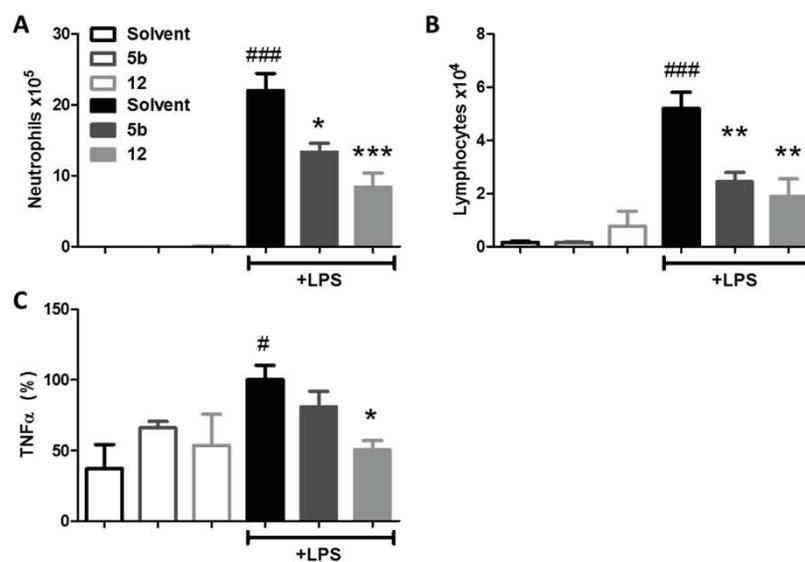 A
Neutrophils x10⁵
30
20
10
0
Solvent
5b
12
Solvent
5b
12
###
*
***
+LPS
B
Lymphocytes x10⁴
8
6
4
2
0
###
**
**
+LPS
C
TNFα (%)
150
100
50
0
#
*
+LPS